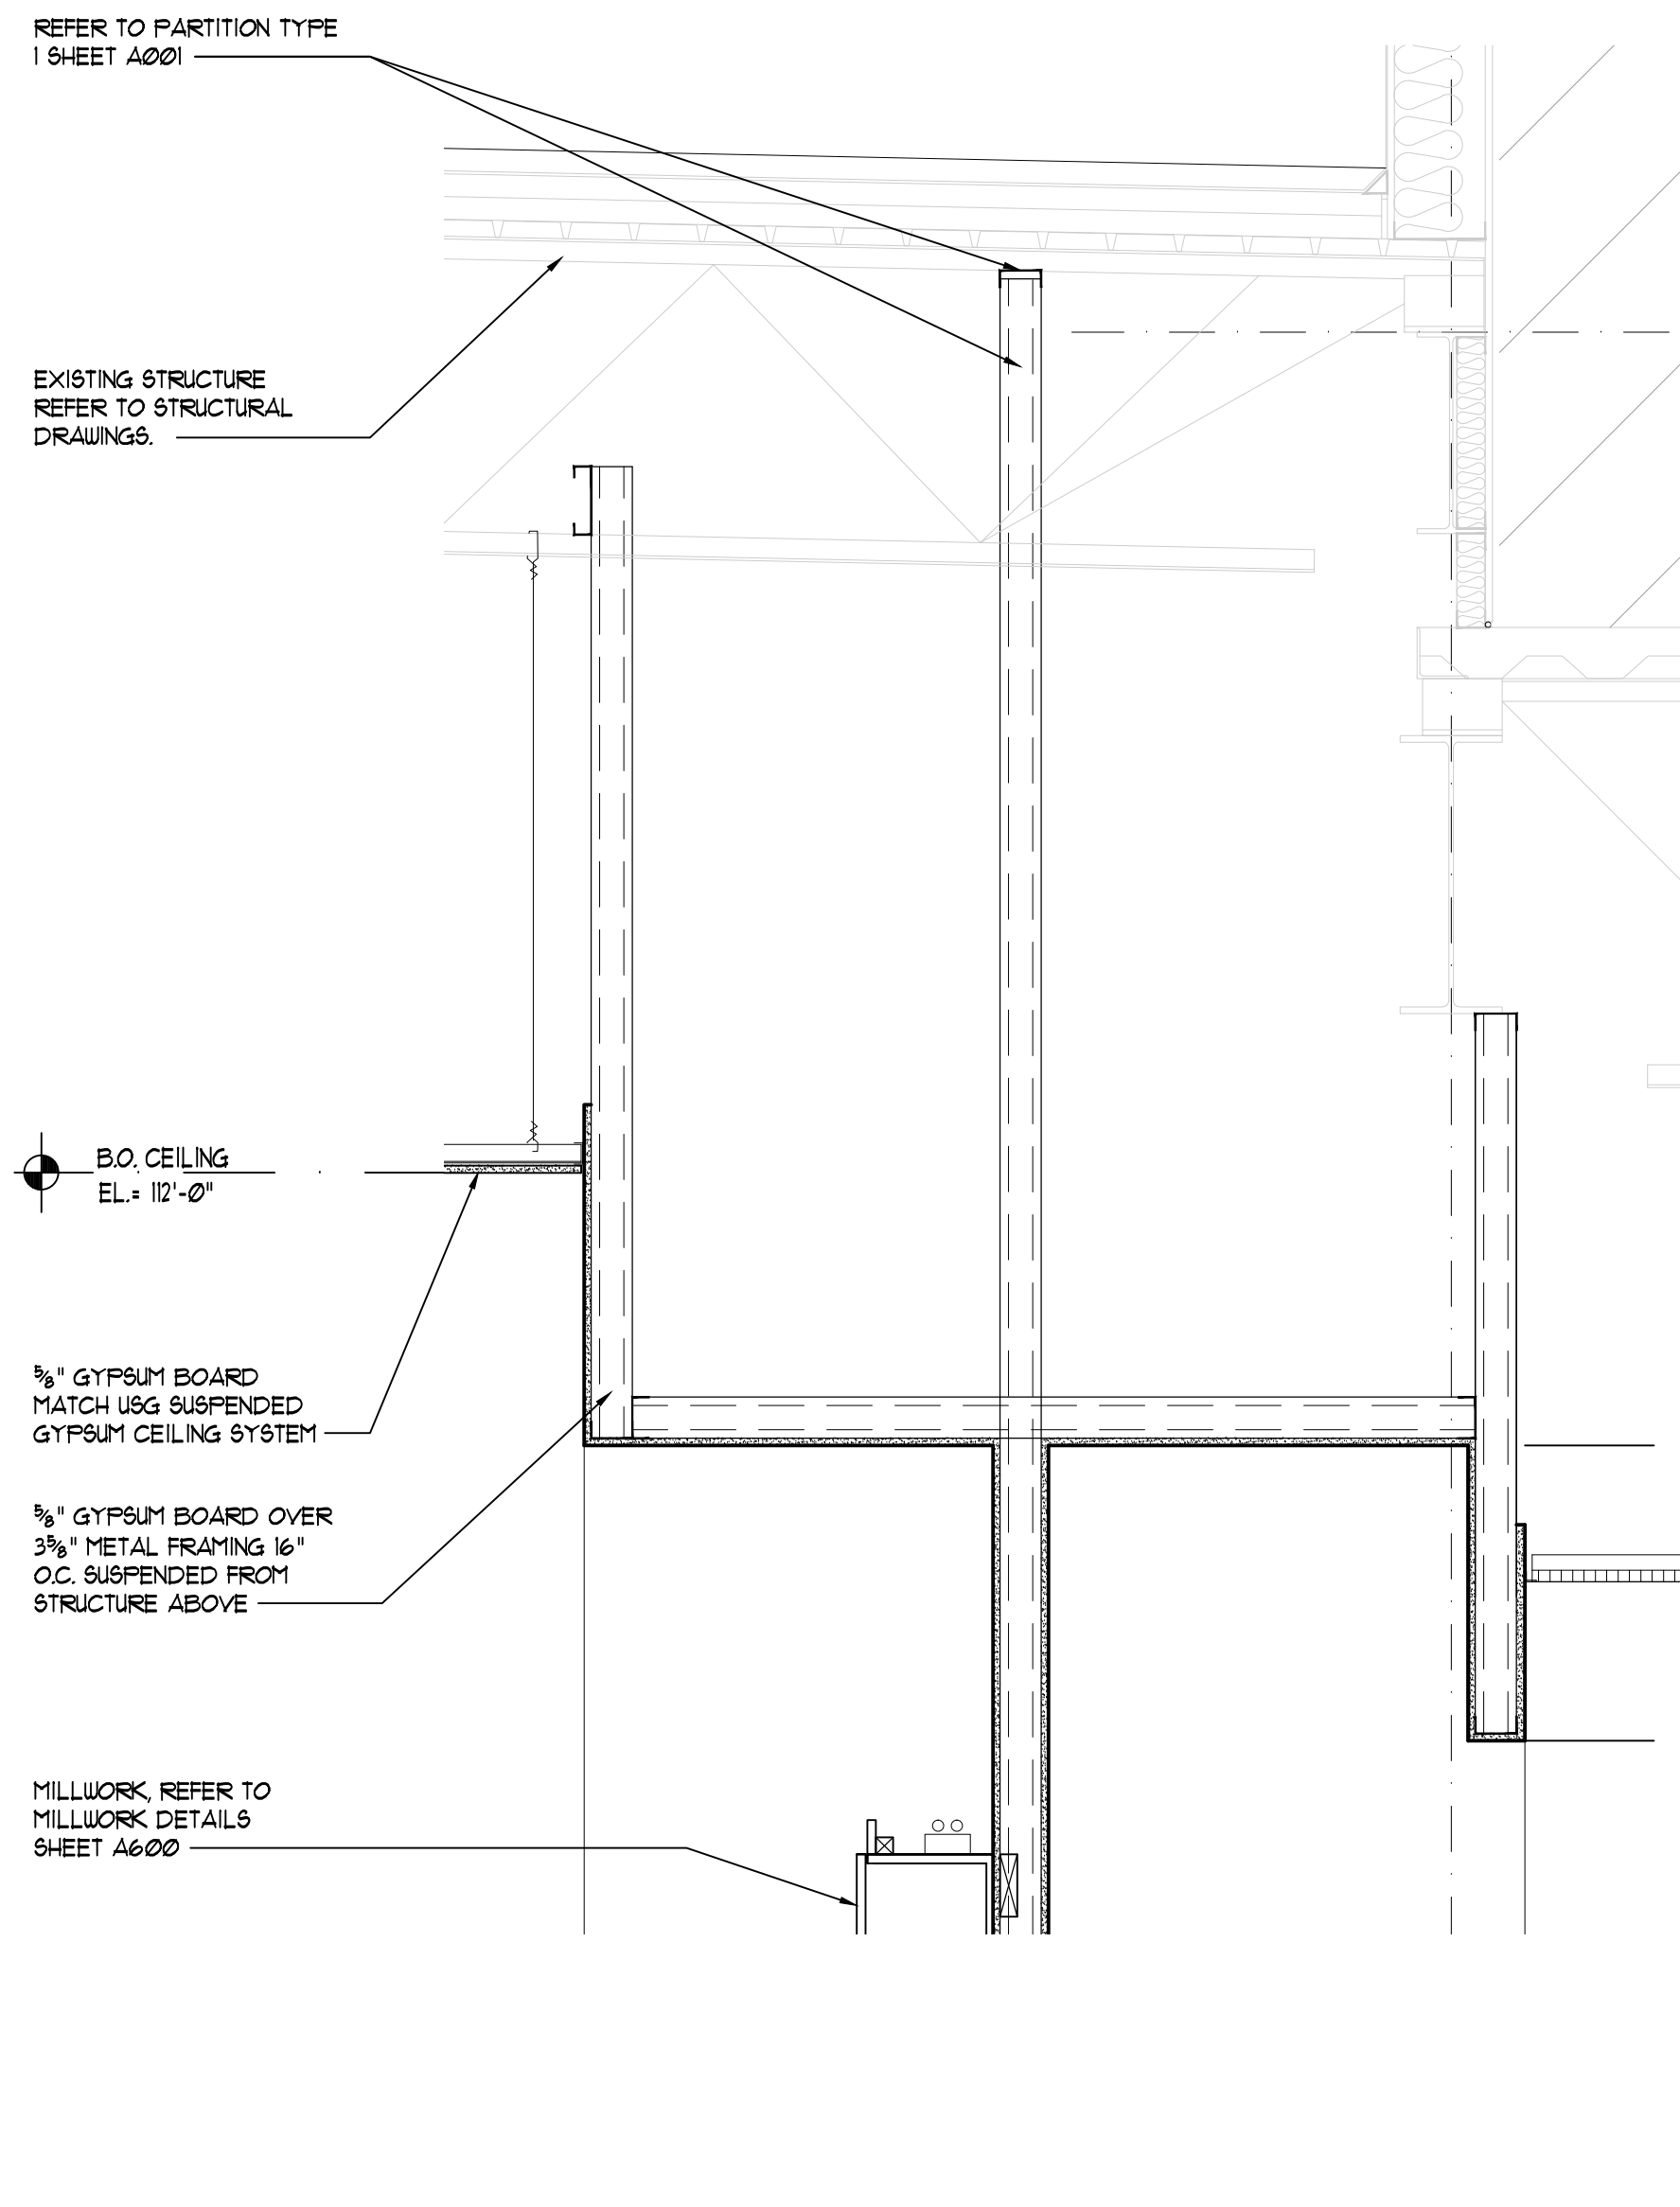 REFER TO PARTITION TYPE
1 SHEET A001
EXISTING STRUCTURE
REFER TO STRUCTURAL
DRAWINGS.
B.O. CEILING
EL.= 112'-0"
5/8" GYPSUM BOARD
MATCH USG SUSPENDED
GYPSUM CEILING SYSTEM
5/8" GYPSUM BOARD OVER
3 5/8" METAL FRAMING 16"
O.C. SUSPENDED FROM
STRUCTURE ABOVE
MILLWORK, REFER TO
MILLWORK DETAILS
SHEET A600